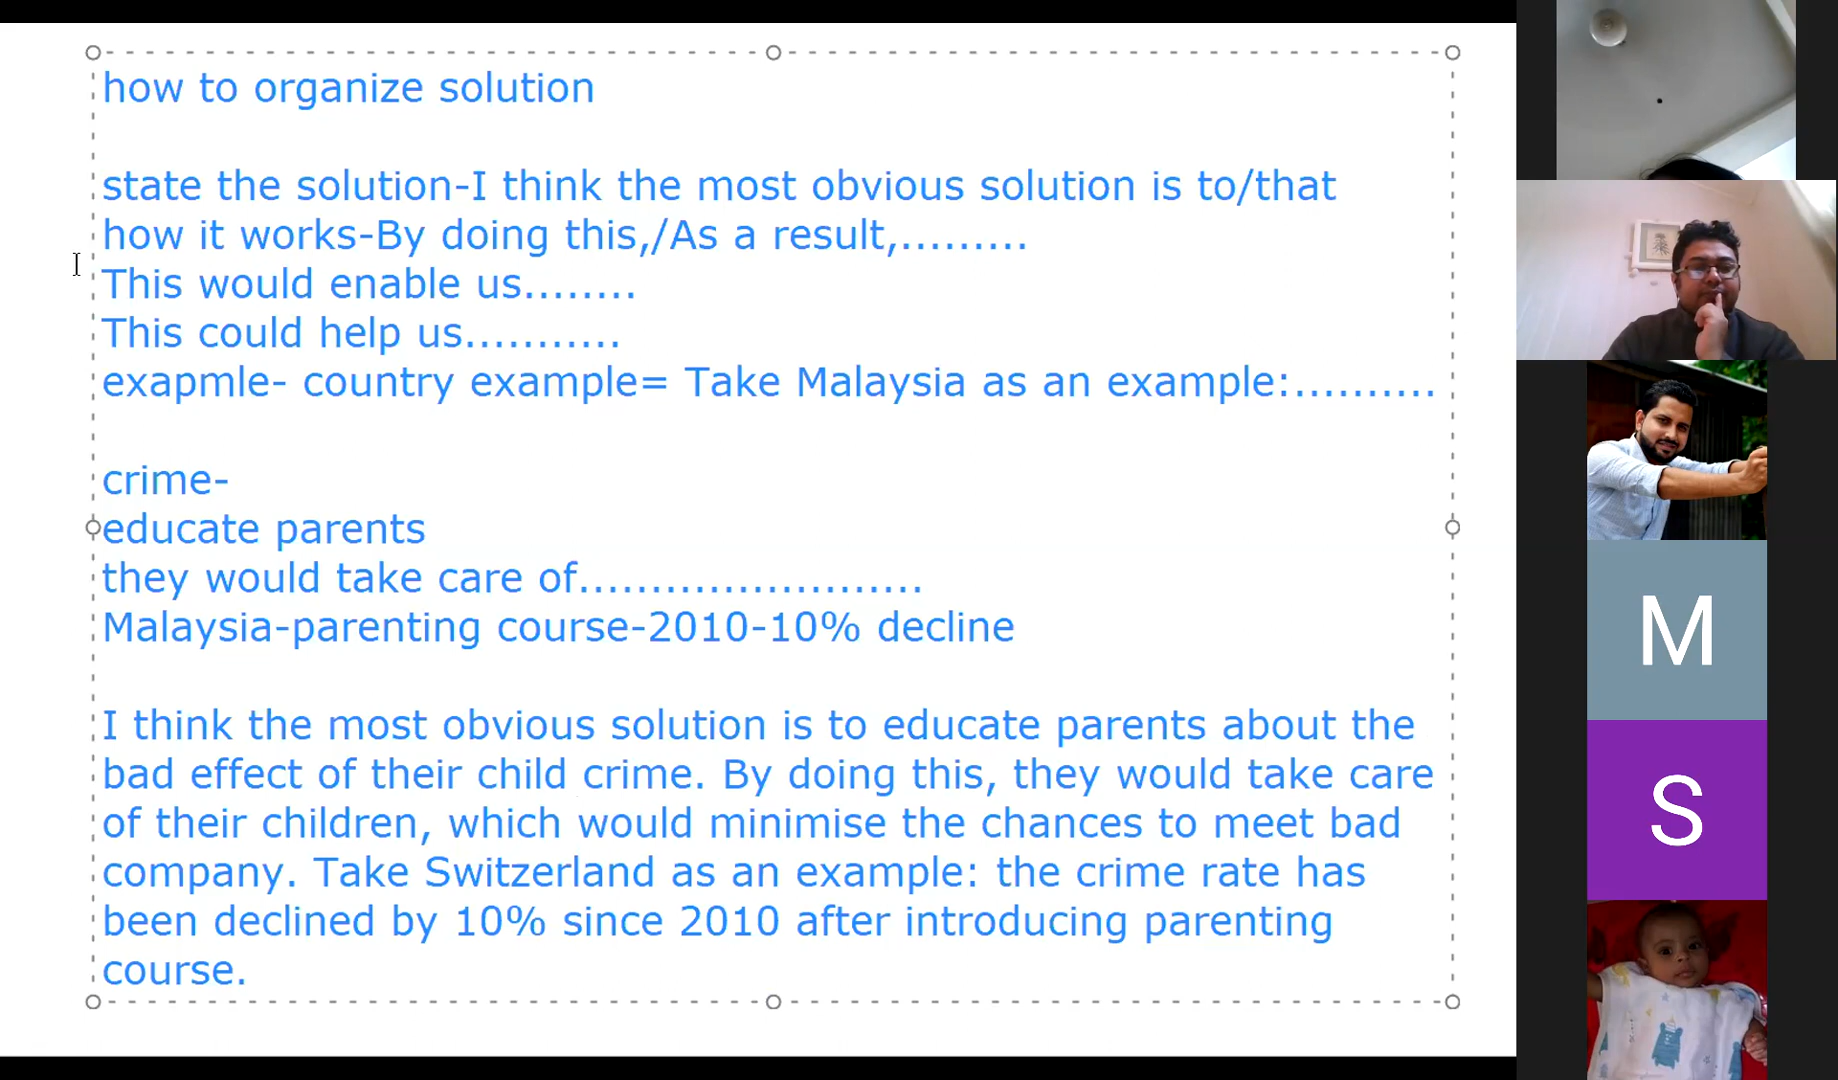 how to organize solution
state the solution-I think the most obvious solution is to/that
how it works-By doing this,/As a result,.........
This would enable us........
This could help us...........
exapmle- country example= Take Malaysia as an example:..........
crime-
educate parents
they would take care of........................
Malaysia-parenting course-2010-10% decline
I think the most obvious solution is to educate parents about the
bad effect of their child crime. By doing this, they would take care
of their children, which would minimise the chances to meet bad
company. Take Switzerland as an example: the crime rate has
been declined by 10% since 2010 after introducing parenting
course.
M
S